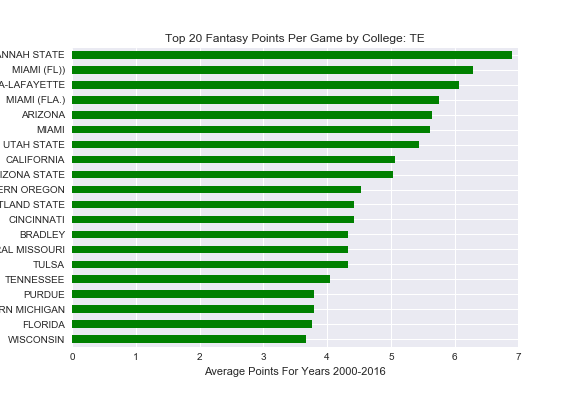 Top 20 Fantasy Points Per Game by College: TE
ANNAH STATE
MIAMI (FL))
A-LAFAYETTE
MIAMI (FLA.)
ARIZONA
MIAMI
UTAH STATE
CALIFORNIA
IZONA STATE
ERN OREGON
TLAND STATE
CINCINNATI
BRADLEY
RAL MISSOURI
TULSA
TENNESSEE
PURDUE
RN MICHIGAN
FLORIDA
WISCONSIN
0 1 2 3 4 5 6 7
Average Points For Years 2000-2016